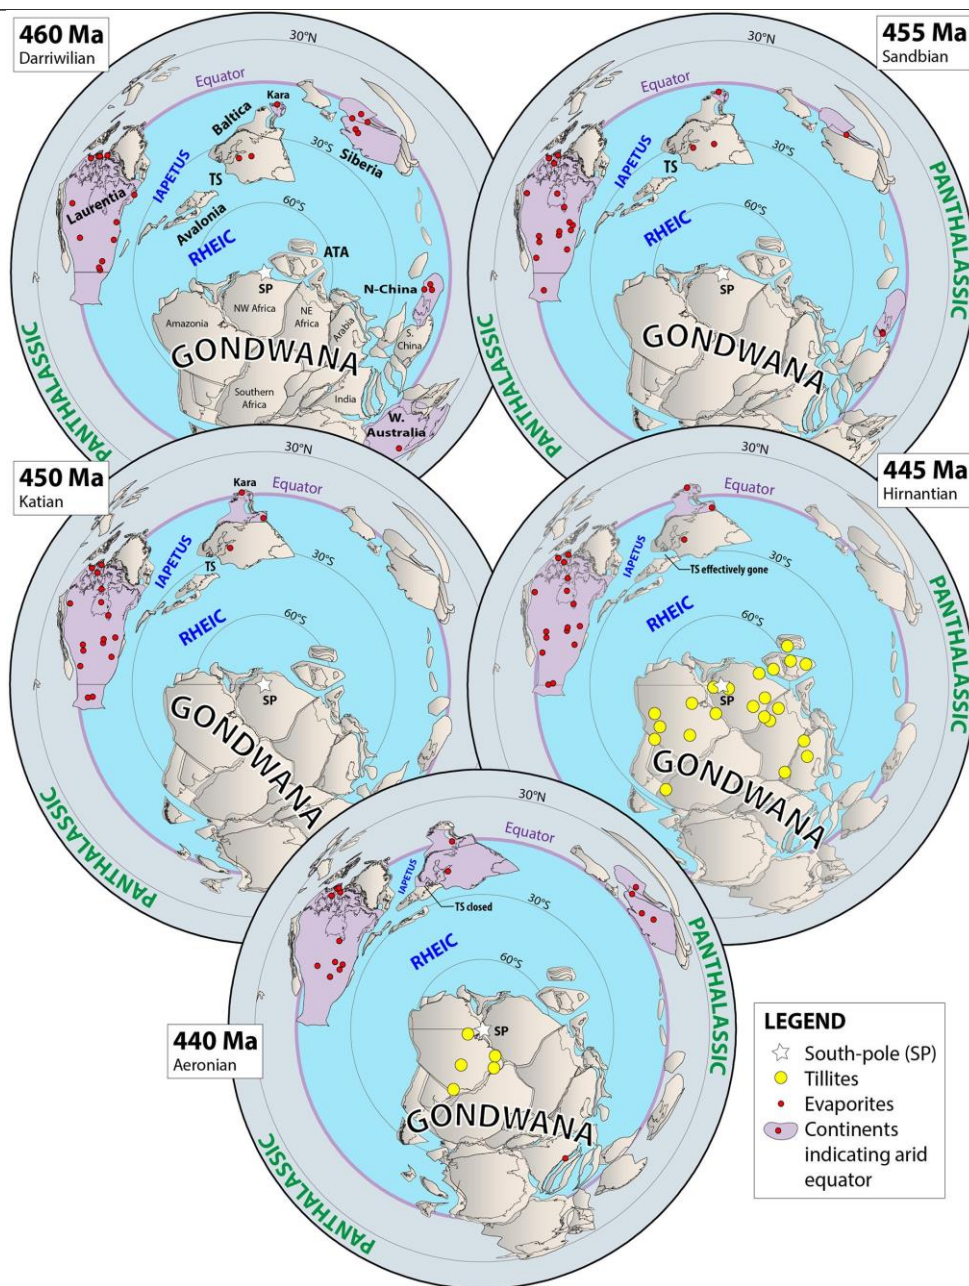 460 Ma
Darriwilian
30°N
Equator
Kara
Baltica
30°S
Siberia
IAPETUS
TS
Laurentia
Avalonia
60°S
RHEIC
ATA
SP
N-China
Amazonia
NW Africa
NE
Africa
Arabia
S.
China
GONDWANA
Southern
Africa
India
W.
Australia
PANTHALASSIC
455 Ma
Sandbian
30°N
Equator
30°S
IAPETUS
TS
60°S
RHEIC
SP
GONDWANA
PANTHALASSIC
PANTHALASSIC
450 Ma
Katian
30°N
Kara
Equator
IAPETUS
TS
30°S
60°S
RHEIC
SP
GONDWANA
PANTHALASSIC
445 Ma
Hirnantian
30°N
Equator
IAPETUS
30°S
TS effectively gone
60°S
RHEIC
SP
GONDWANA
PANTHALASSIC
440 Ma
Aeronian
30°N
Equator
IAPETUS
TS closed
30°S
RHEIC
60°S
SP
GONDWANA
PANTHALASSIC
PANTHALASSIC
LEGEND
South-pole (SP)
Tillites
Evaporites
Continents
indicating arid
equator